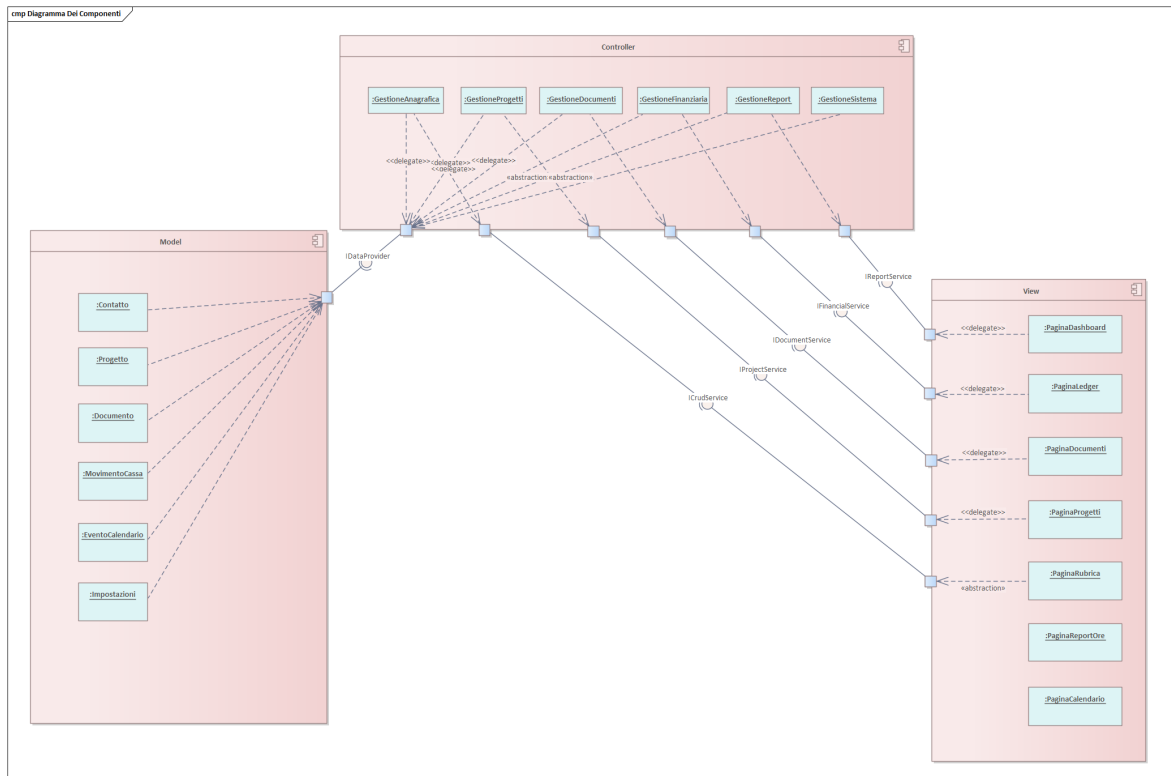 cmp Diagramma Dei Componenti
Controller
:GestioneAnagrafica
:GestioneProgetti
:GestioneDocumenti
:GestioneFinanziaria
:GestioneReport
:GestioneSistema
<<delegate>>
<<delegate>>
<<delegate>>
<<delegate>>
«abstraction»
«abstraction»
Model
IDataProvider
:Contatto
:Progetto
:Documento
:MovimentoCassa
:EventoCalendario
:Impostazioni
IReportService
IFinancialService
IDocumentService
IProjectService
ICrudService
View
<<delegate>>
:PaginaDashboard
<<delegate>>
:PaginaLedger
<<delegate>>
:PaginaDocumenti
<<delegate>>
:PaginaProgetti
:PaginaRubrica
«abstraction»
:PaginaReportOre
:PaginaCalendario